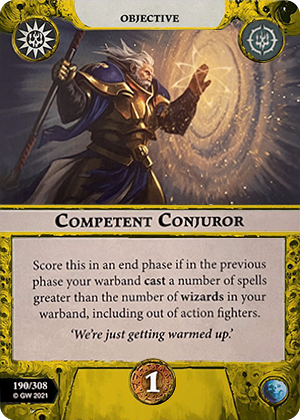 OBJECTIVE
COMPETENT CONJUROR
Score this in an end phase if in the previous
phase your warband cast a number of spells
greater than the number of wizards in your
warband, including out of action fighters.
‘We’re just getting warmed up.’
190/308
© GW 2021
1